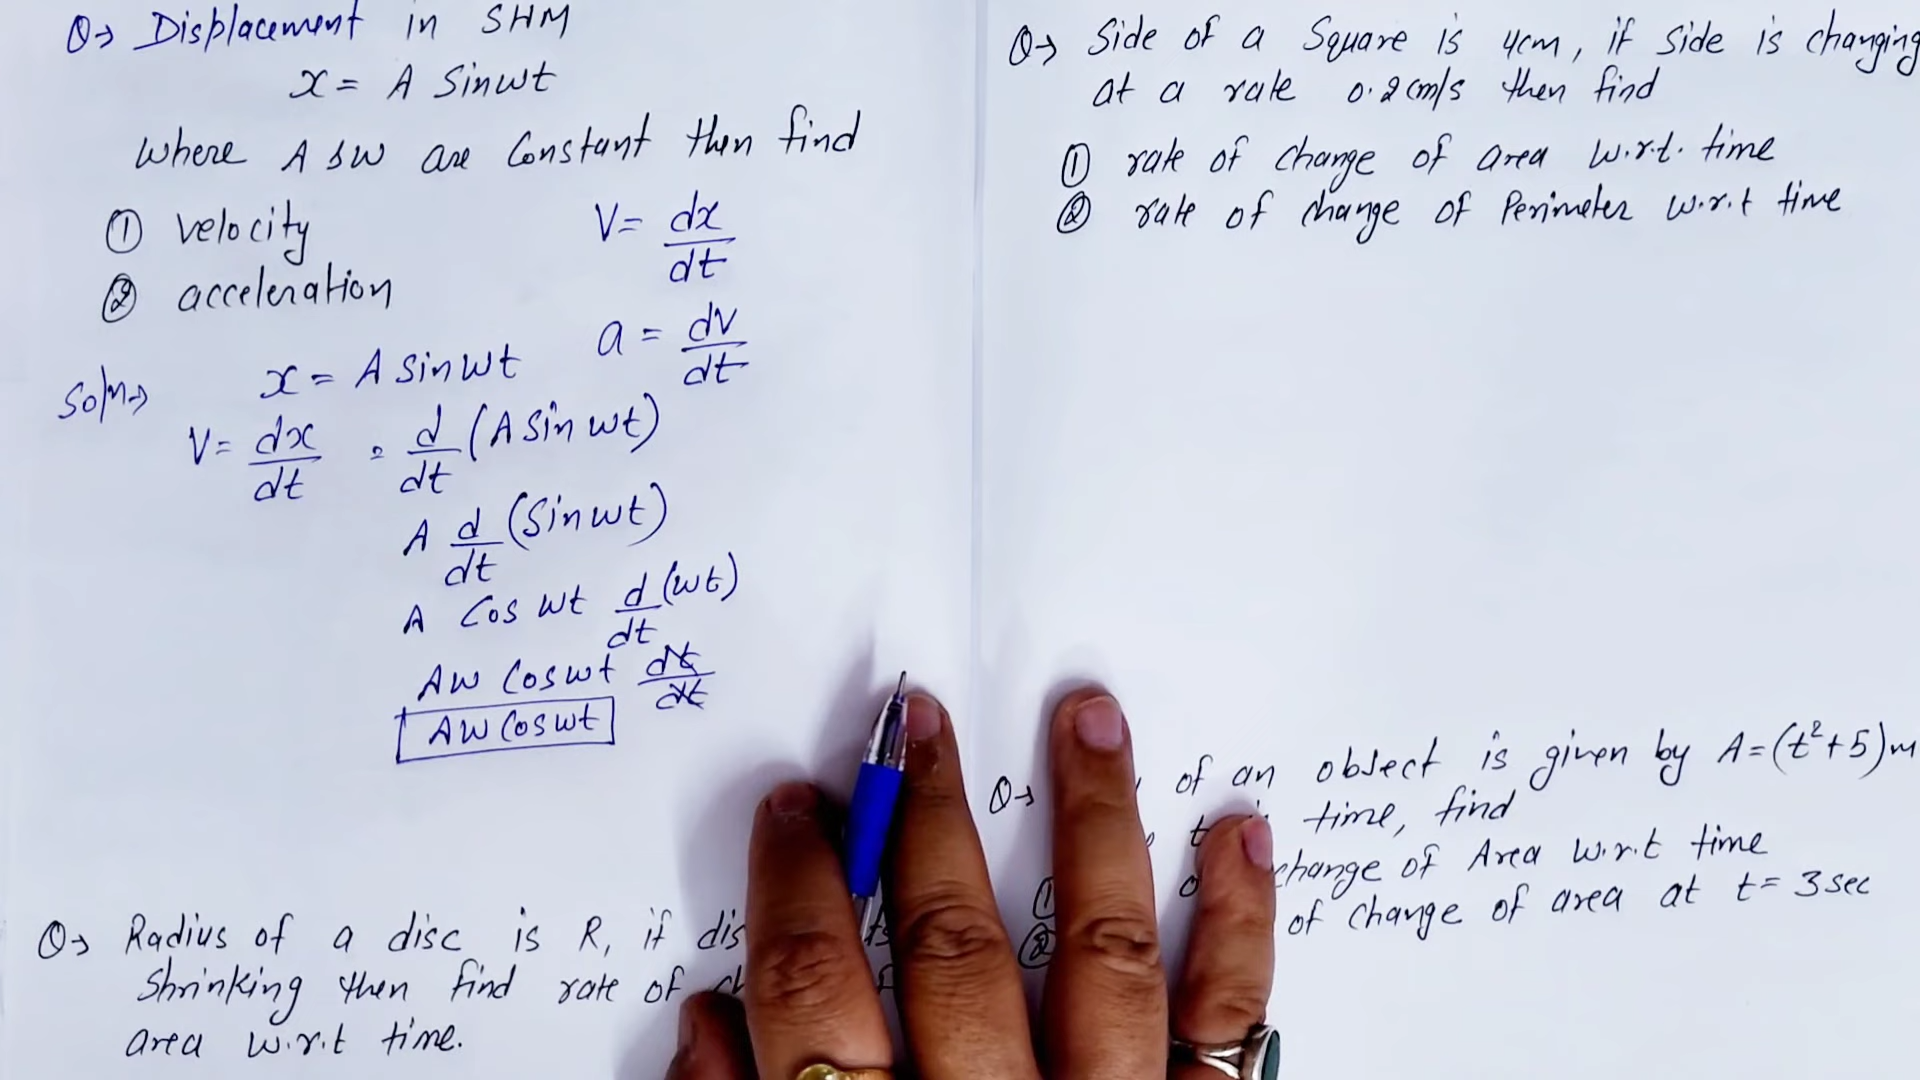 Q→ Displacement in SHM
x = A Sinωt
where A & ω are Constant then find
① velocity
② acceleration
V = dx/dt
a = dv/dt
Soln→ x = A sinωt
V = dx/dt = d/dt (A sin ωt)
A d/dt (Sinωt)
A Cos ωt d/dt (ωt)
Aω Cosωt dt/dt
Aω Cosωt
Q→ Radius of a disc is R, if
Shrinking then find rate of
area w.r.t time.
Q→ Side of a Square is 4cm, if side is changing
at a rate 0.2cm/s then find
① rate of change of area w.r.t. time
② rate of change of Perimeter w.r.t time
Q→ of an object is given by A=(t²+5)m
t time, find
① change of Area w.r.t time
② of change of area at t= 3sec